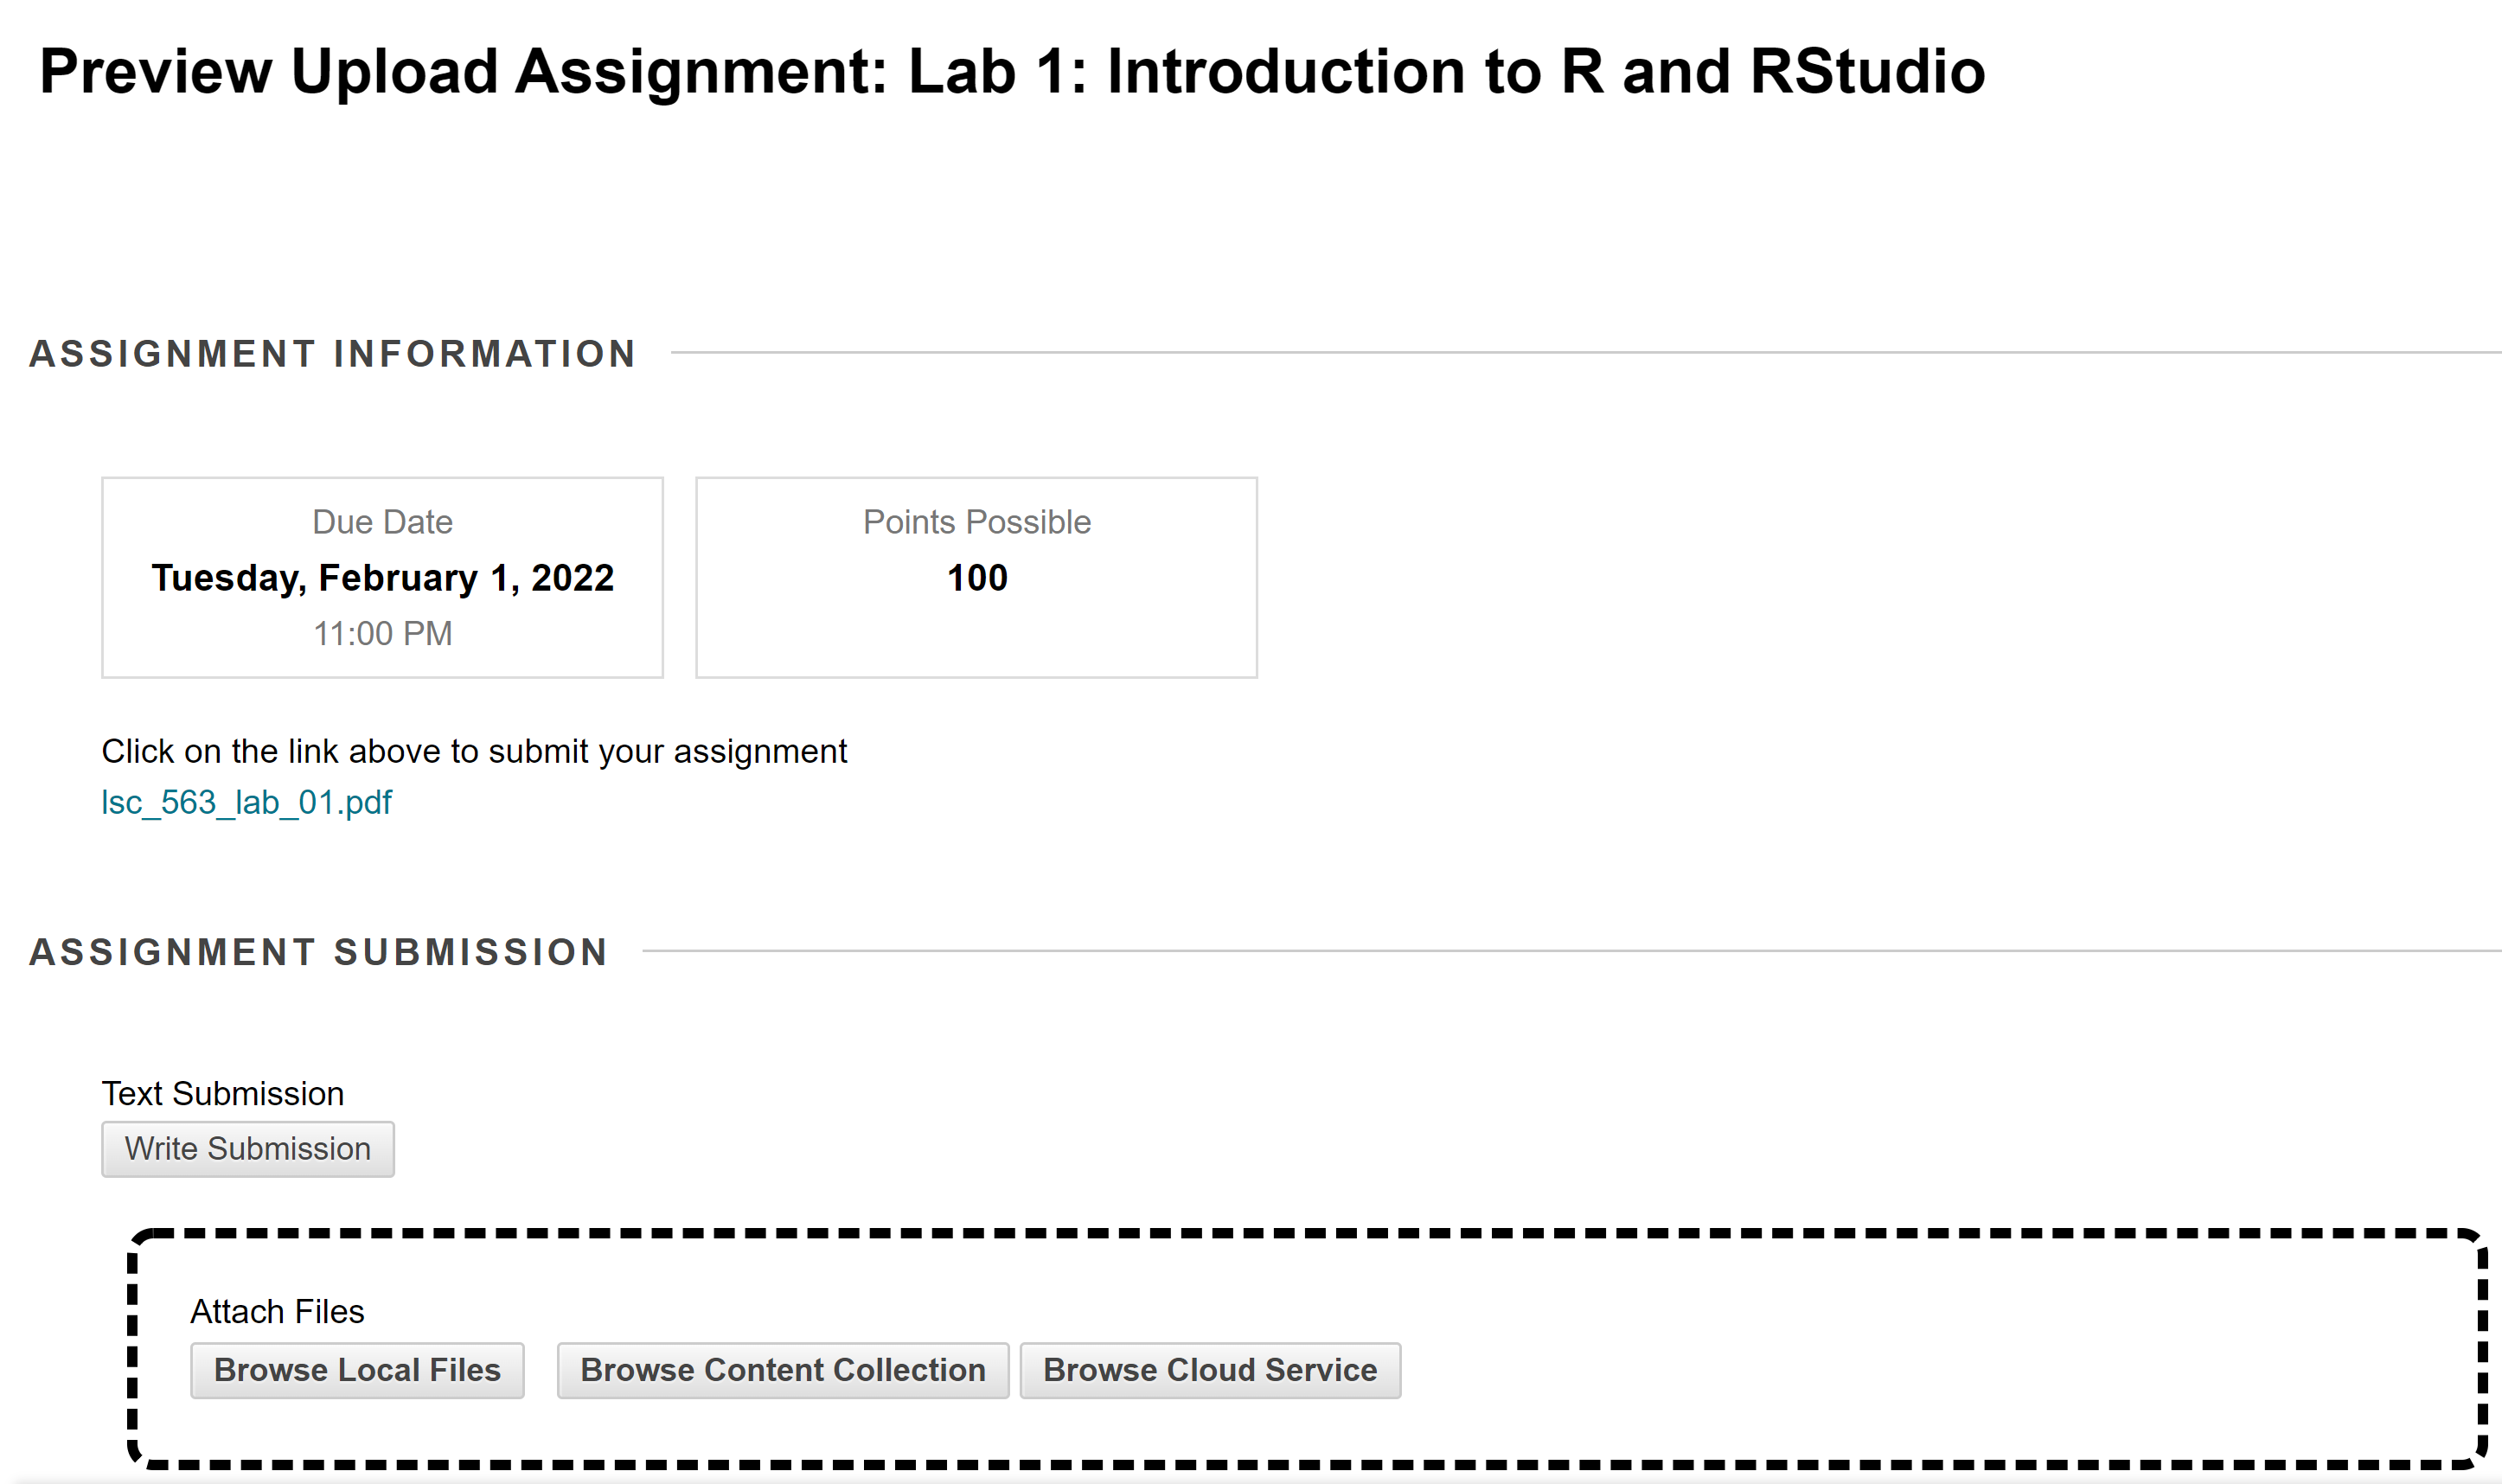 Preview Upload Assignment: Lab 1: Introduction to R and RStudio
ASSIGNMENT INFORMATION
Due Date
Tuesday, February 1, 2022
11:00 PM
Points Possible
100
Click on the link above to submit your assignment
lsc_563_lab_01.pdf
ASSIGNMENT SUBMISSION
Text Submission
Write Submission
Attach Files
Browse Local Files
Browse Content Collection
Browse Cloud Service